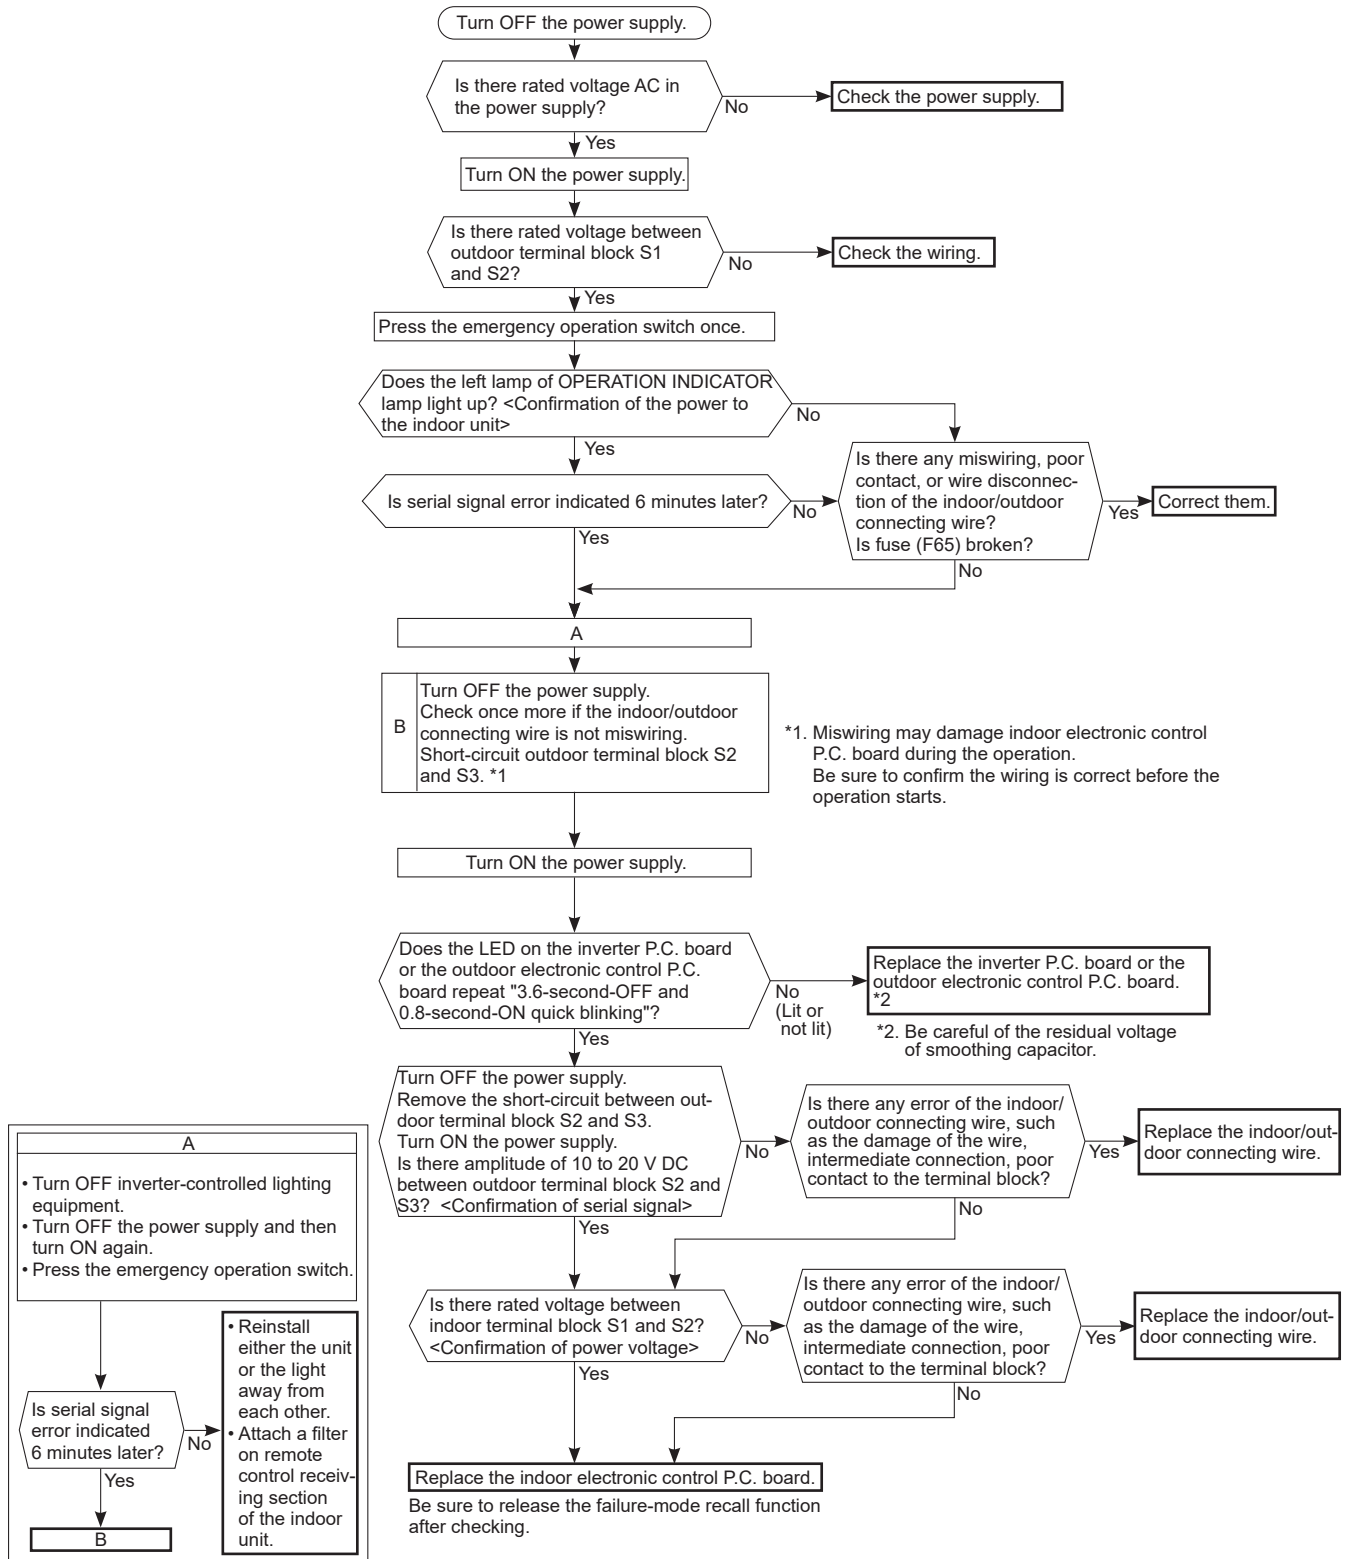 Turn OFF the power supply.
Is there rated voltage AC in
the power supply?
No
Check the power supply.
Yes
Turn ON the power supply.
Is there rated voltage between
outdoor terminal block S1
and S2?
No
Check the wiring.
Yes
Press the emergency operation switch once.
Does the left lamp of OPERATION INDICATOR
lamp light up? <Confirmation of the power to
the indoor unit>
No
Yes
Is serial signal error indicated 6 minutes later?
No
Is there any miswiring, poor
contact, or wire disconnec-
tion of the indoor/outdoor
connecting wire?
Is fuse (F65) broken?
Yes
Correct them.
Yes
No
A
B
Turn OFF the power supply.
Check once more if the indoor/outdoor
connecting wire is not miswiring.
Short-circuit outdoor terminal block S2
and S3. *1
*1. Miswiring may damage indoor electronic control
P.C. board during the operation.
Be sure to confirm the wiring is correct before the
operation starts.
Turn ON the power supply.
Does the LED on the inverter P.C. board
or the outdoor electronic control P.C.
board repeat "3.6-second-OFF and
0.8-second-ON quick blinking"?
No
(Lit or
not lit)
Replace the inverter P.C. board or the
outdoor electronic control P.C. board.
*2
*2. Be careful of the residual voltage
of smoothing capacitor.
Yes
Turn OFF the power supply.
Remove the short-circuit between out-
door terminal block S2 and S3.
Turn ON the power supply.
Is there amplitude of 10 to 20 V DC
between outdoor terminal block S2 and
S3? <Confirmation of serial signal>
No
Is there any error of the indoor/
outdoor connecting wire, such
as the damage of the wire,
intermediate connection, poor
contact to the terminal block?
Yes
Replace the indoor/out-
door connecting wire.
Yes
No
Is there rated voltage between
indoor terminal block S1 and S2?
<Confirmation of power voltage>
No
Is there any error of the indoor/
outdoor connecting wire, such
as the damage of the wire,
intermediate connection, poor
contact to the terminal block?
Yes
Replace the indoor/out-
door connecting wire.
Yes
No
Replace the indoor electronic control P.C. board.
Be sure to release the failure-mode recall function
after checking.
A
• Turn OFF inverter-controlled lighting
equipment.
• Turn OFF the power supply and then
turn ON again.
• Press the emergency operation switch.
Is serial signal
error indicated
6 minutes later?
No
• Reinstall
either the unit
or the light
away from
each other.
• Attach a filter
on remote
control receiv-
ing section
of the indoor
unit.
Yes
B